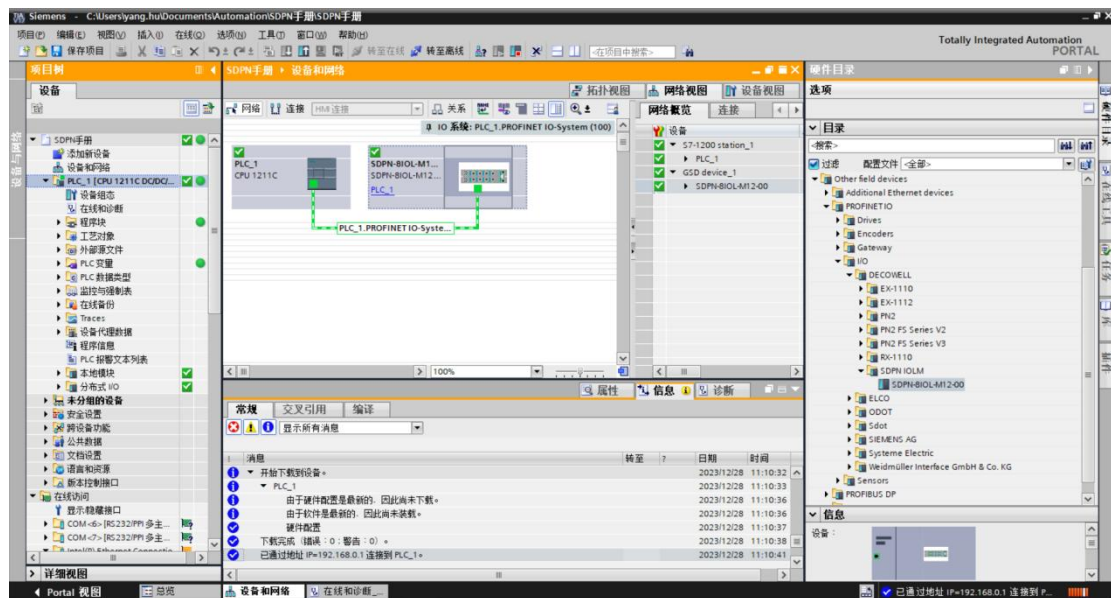 Siemens - C:\Users\yang.hu\Documents\Automation\SDPN手册\SDPN手册
项目(P) 编辑(E) 视图(V) 插入(I) 在线(O) 选项(N) 工具(T) 窗口(W) 帮助(H)
Totally Integrated Automation
PORTAL
保存项目 转至在线 转至离线 <在项目中搜索>
项目树
设备
SDPN手册
添加新设备
设备和网络
PLC_1 [CPU 1211C DC/DC/...
设备组态
在线和诊断
程序块
工艺对象
外部源文件
PLC 变量
PLC 数据类型
监控与强制表
在线备份
Traces
设备代理数据
程序信息
PLC 报警文本列表
本地模块
分布式 I/O
未分组的设备
安全设置
跨设备功能
公共数据
文档设置
语言和资源
版本控制接口
在线访问
显示/隐藏接口
COM <6> [RS232/PPI 多主...
COM <7> [RS232/PPI 多主...
详细视图
SDPN手册 ▸ 设备和网络
拓扑视图 网络视图 设备视图
网络 连接 HMI 连接 关系
IO 系统: PLC_1.PROFINET IO-System (100)
PLC_1
CPU 1211C
SDPN-8IOL-M1...
SDPN-8IOL-M12...
PLC_1
PLC_1.PROFINET IO-Syste...
100%
网络概览 连接
设备
S7-1200 station_1
PLC_1
GSD device_1
SDPN-8IOL-M12-00
属性 信息 诊断
常规 交叉引用 编译
显示所有消息
! 消息 转至 ? 日期 时间
开始下载到设备。 2023/12/28 11:10:32
PLC_1 2023/12/28 11:10:33
由于硬件配置是最新的，因此尚未下载。 2023/12/28 11:10:36
由于软件是最新的，因此尚未装载。 2023/12/28 11:10:36
硬件配置 2023/12/28 11:10:37
下载完成（错误：0；警告：0）。 2023/12/28 11:10:38
已通过地址 IP=192.168.0.1 连接到 PLC_1。 2023/12/28 11:10:41
硬件目录
选项
目录
<搜索>
过滤 配置文件 <全部>
Other field devices
Additional Ethernet devices
PROFINET IO
Drives
Encoders
Gateway
I/O
DECOWELL
EX-1110
EX-1112
PN2
PN2 FS Series V2
PN2 FS Series V3
RX-1110
SDPN IOLM
SDPN-8IOL-M12-00
ELCO
ODOT
Sdot
SIEMENS AG
Systeme Electric
Weidmüller Interface GmbH & Co. KG
Sensors
PROFIBUS DP
信息
设备：
Portal 视图 总览 设备和网络 在线和诊断_... 已通过地址 IP=192.168.0.1 连接到 P...